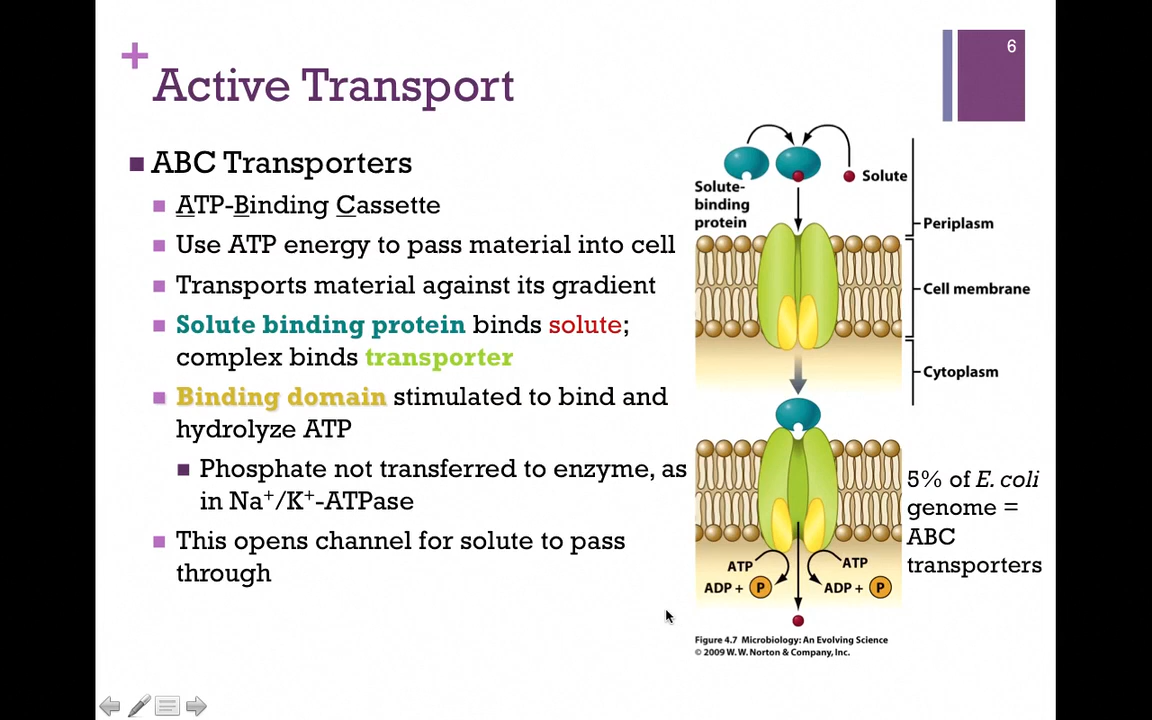 6
+
Active Transport
ABC Transporters
ATP-Binding Cassette
Use ATP energy to pass material into cell
Transports material against its gradient
Solute binding protein binds solute;
complex binds transporter
Binding domain stimulated to bind and
hydrolyze ATP
Phosphate not transferred to enzyme, as
in Na⁺/K⁺-ATPase
This opens channel for solute to pass
through
Solute
Solute-
binding
protein
Periplasm
Cell membrane
Cytoplasm
ATP
ATP
ADP + P
ADP + P
5% of E. coli
genome =
ABC
transporters
Figure 4.7 Microbiology: An Evolving Science
© 2009 W. W. Norton & Company, Inc.